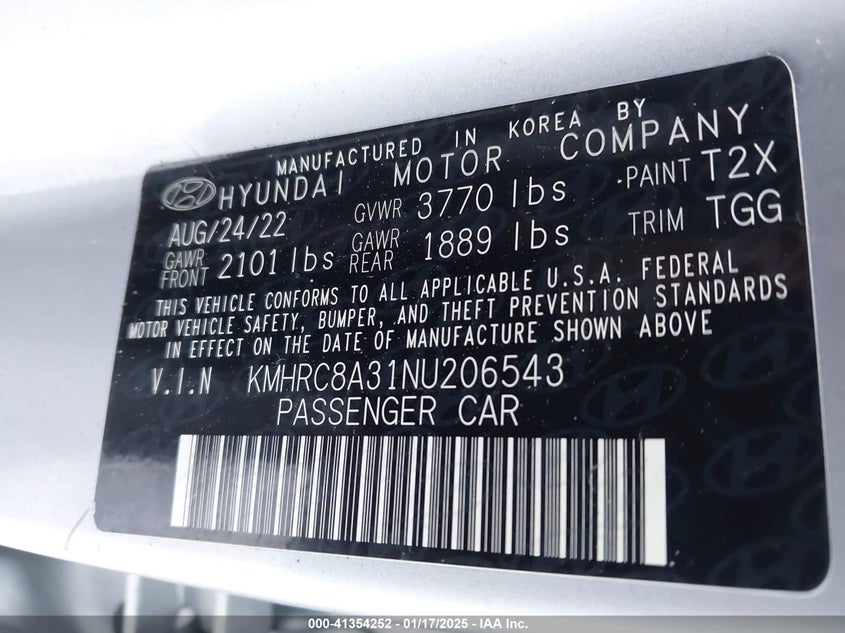 MANUFACTURED IN KOREA BY
HYUNDAI MOTOR COMPANY
AUG/24/22 GVWR 3770 lbs PAINT T2X
GAWR FRONT 2101 lbs GAWR REAR 1889 lbs TRIM TGG
THIS VEHICLE CONFORMS TO ALL APPLICABLE U.S.A. FEDERAL
MOTOR VEHICLE SAFETY, BUMPER, AND THEFT PREVENTION STANDARDS
IN EFFECT ON THE DATE OF MANUFACTURE SHOWN ABOVE
V.I.N KMHRC8A31NU206543
PASSENGER CAR
000-41354252 - 01/17/2025 - IAA Inc.